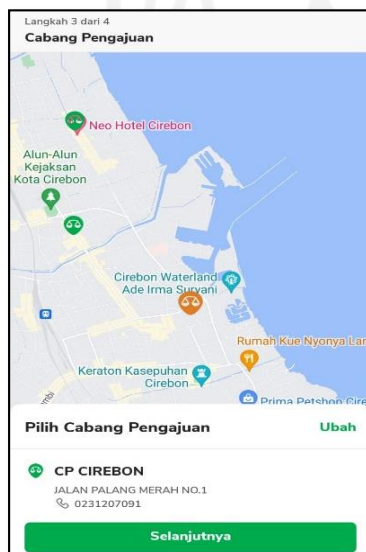 Langkah 3 dari 4
Cabang Pengajuan
Neo Hotel Cirebon
Alun-Alun
Kejaksan
Kota Cirebon
Cirebon Waterland
Ade Irma Suryani
Rumah Kue Nyonya Lan
Keraton Kasepuhan
Cirebon
Prima Petshop Cire
Pilih Cabang Pengajuan
Ubah
CP CIREBON
JALAN PALANG MERAH NO.1
0231207091
Selanjutnya